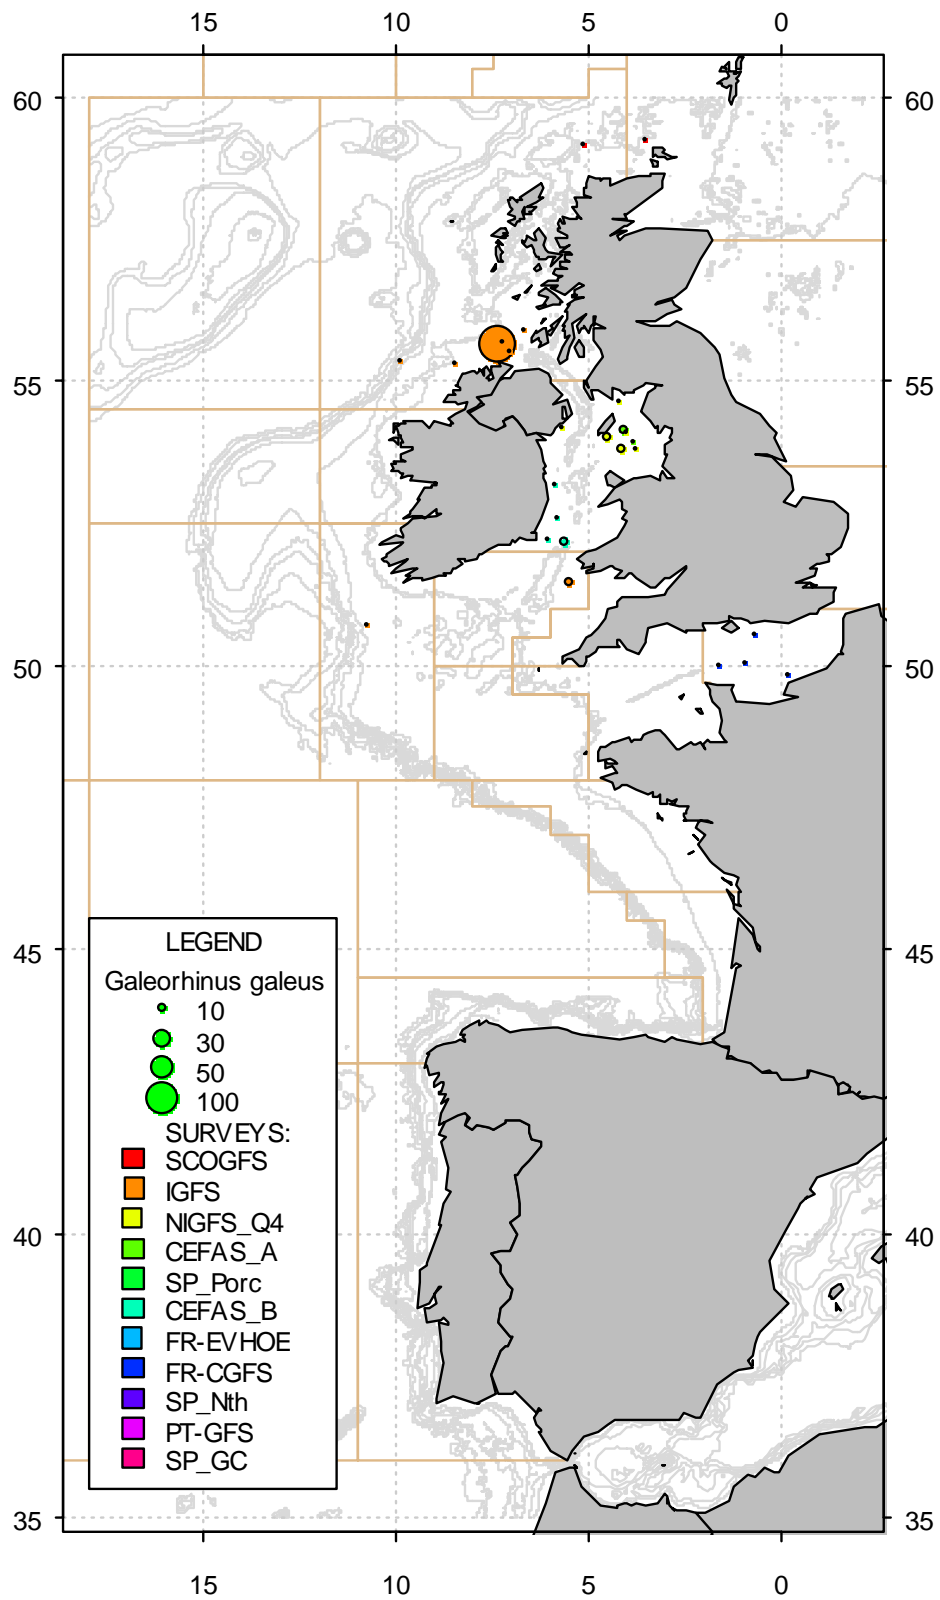 15 10 5 0
60 60
55 55
50 50
45 45
LEGEND
Galeorhinus galeus
10
30
50
100
SURVEYS:
SCOGFS
IGFS
NIGFS_Q4
CEFAS_A
SP_Porc
CEFAS_B
FR-EVHOE
FR-CGFS
SP_Nth
PT-GFS
SP_GC
40 40
35 35
15 10 5 0